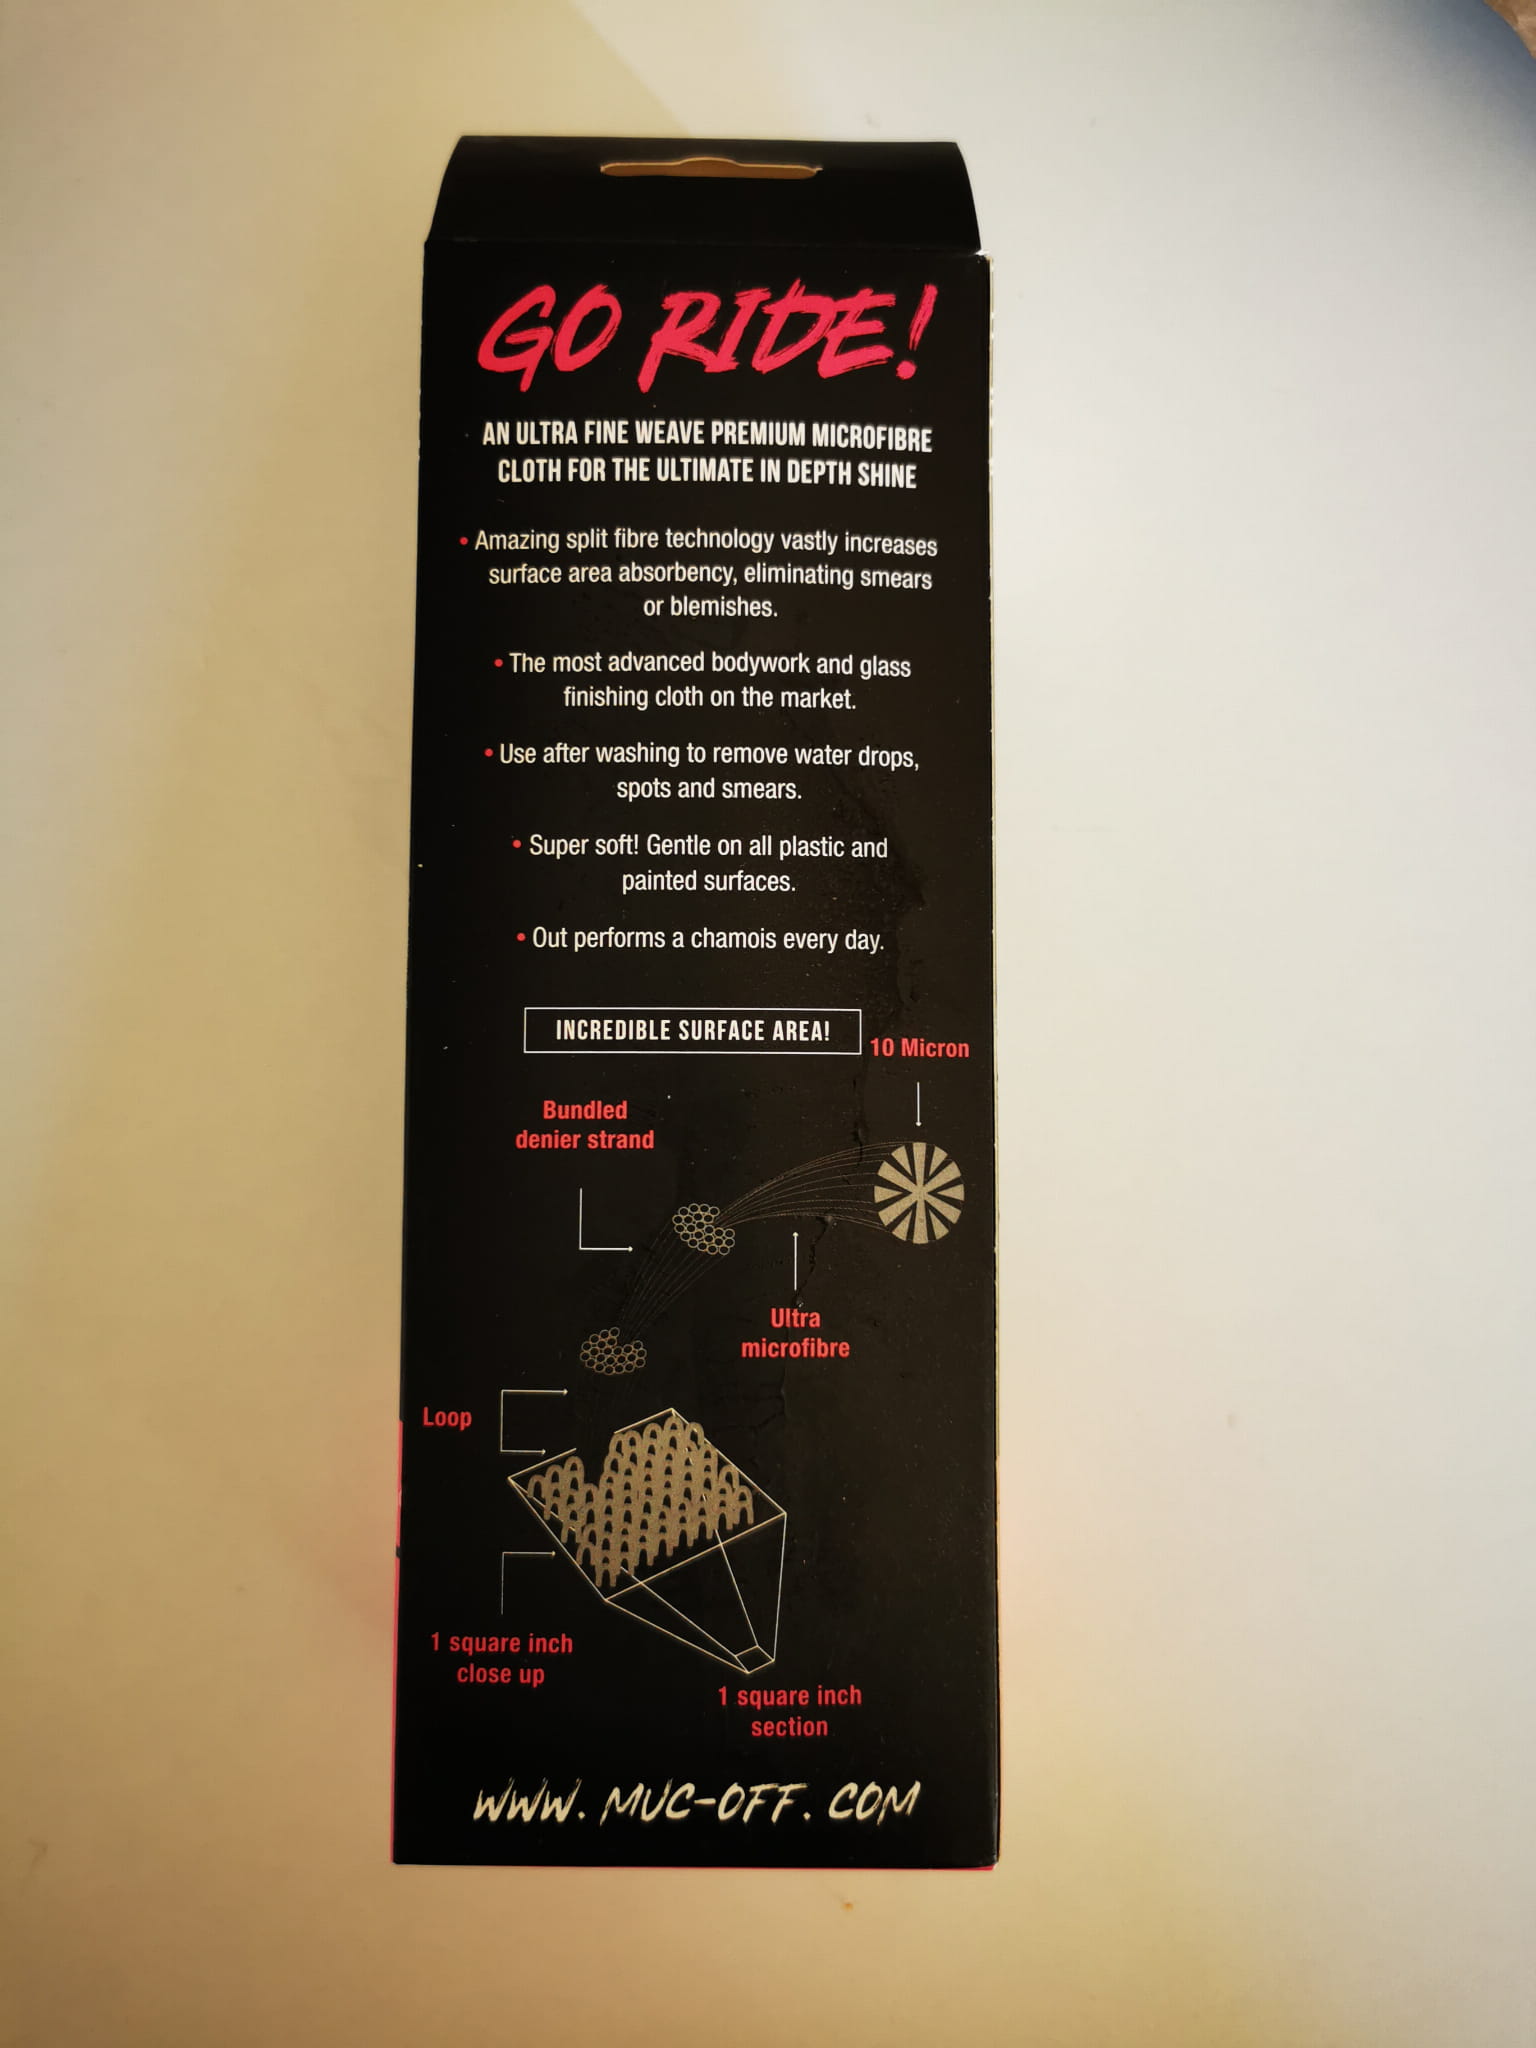 GO RIDE!
AN ULTRA FINE WEAVE PREMIUM MICROFIBRE
CLOTH FOR THE ULTIMATE IN DEPTH SHINE
• Amazing split fibre technology vastly increases
surface area absorbency, eliminating smears
or blemishes.
• The most advanced bodywork and glass
finishing cloth on the market.
• Use after washing to remove water drops,
spots and smears.
• Super soft! Gentle on all plastic and
painted surfaces.
• Out performs a chamois every day.
INCREDIBLE SURFACE AREA!
10 Micron
Bundled
denier strand
Ultra
microfibre
Loop
1 square inch
close up
1 square inch
section
WWW. MUC-OFF. COM